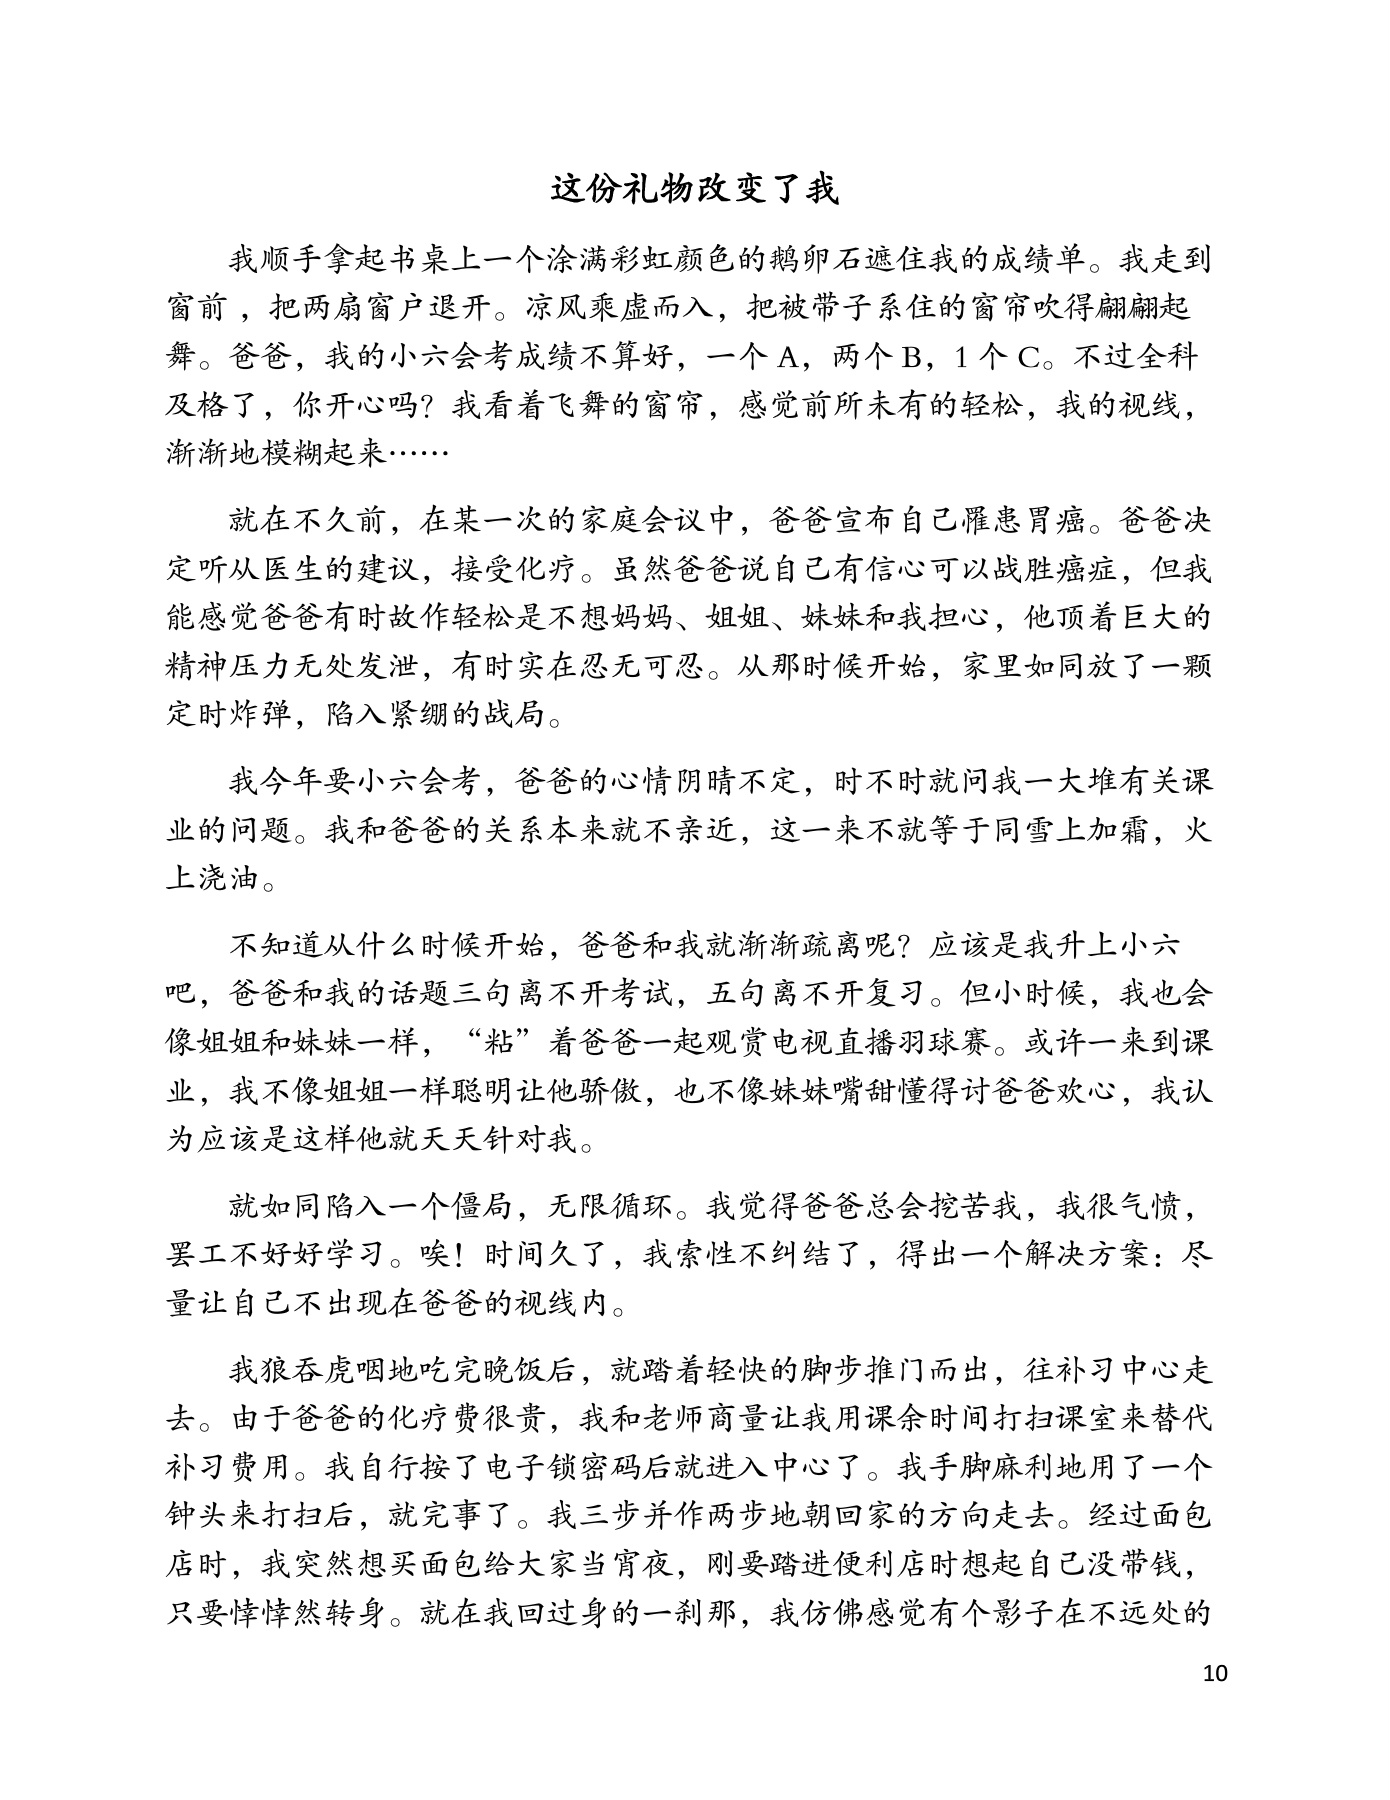 这份礼物改变了我
我顺手拿起书桌上一个涂满彩虹颜色的鹅卵石遮住我的成绩单。我走到
窗前 ，把两扇窗户退开。凉风乘虚而入，把被带子系住的窗帘吹得翩翩起
舞。爸爸，我的小六会考成绩不算好，一个 A，两个 B，1 个 C。不过全科
及格了，你开心吗？我看着飞舞的窗帘，感觉前所未有的轻松，我的视线，
渐渐地模糊起来……
就在不久前，在某一次的家庭会议中，爸爸宣布自己罹患胃癌。爸爸决
定听从医生的建议，接受化疗。虽然爸爸说自己有信心可以战胜癌症，但我
能感觉爸爸有时故作轻松是不想妈妈、姐姐、妹妹和我担心，他顶着巨大的
精神压力无处发泄，有时实在忍无可忍。从那时候开始，家里如同放了一颗
定时炸弹，陷入紧绷的战局。
我今年要小六会考，爸爸的心情阴晴不定，时不时就问我一大堆有关课
业的问题。我和爸爸的关系本来就不亲近，这一来不就等于同雪上加霜，火
上浇油。
不知道从什么时候开始，爸爸和我就渐渐疏离呢？应该是我升上小六
吧，爸爸和我的话题三句离不开考试，五句离不开复习。但小时候，我也会
像姐姐和妹妹一样，“粘”着爸爸一起观赏电视直播羽球赛。或许一来到课
业，我不像姐姐一样聪明让他骄傲，也不像妹妹嘴甜懂得讨爸爸欢心，我认
为应该是这样他就天天针对我。
就如同陷入一个僵局，无限循环。我觉得爸爸总会挖苦我，我很气愤，
罢工不好好学习。唉！时间久了，我索性不纠结了，得出一个解决方案：尽
量让自己不出现在爸爸的视线内。
我狼吞虎咽地吃完晚饭后，就踏着轻快的脚步推门而出，往补习中心走
去。由于爸爸的化疗费很贵，我和老师商量让我用课余时间打扫课室来替代
补习费用。我自行按了电子锁密码后就进入中心了。我手脚麻利地用了一个
钟头来打扫后，就完事了。我三步并作两步地朝回家的方向走去。经过面包
店时，我突然想买面包给大家当宵夜，刚要踏进便利店时想起自己没带钱，
只要悻悻然转身。就在我回过身的一刹那，我仿佛感觉有个影子在不远处的
10